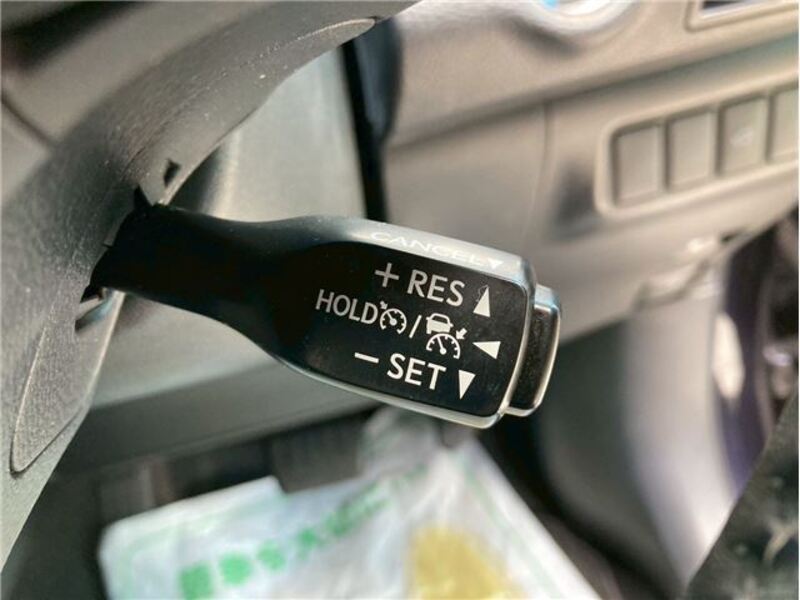 CANCEL▼
+ RES ▲
HOLD / ◀
− SET ▼